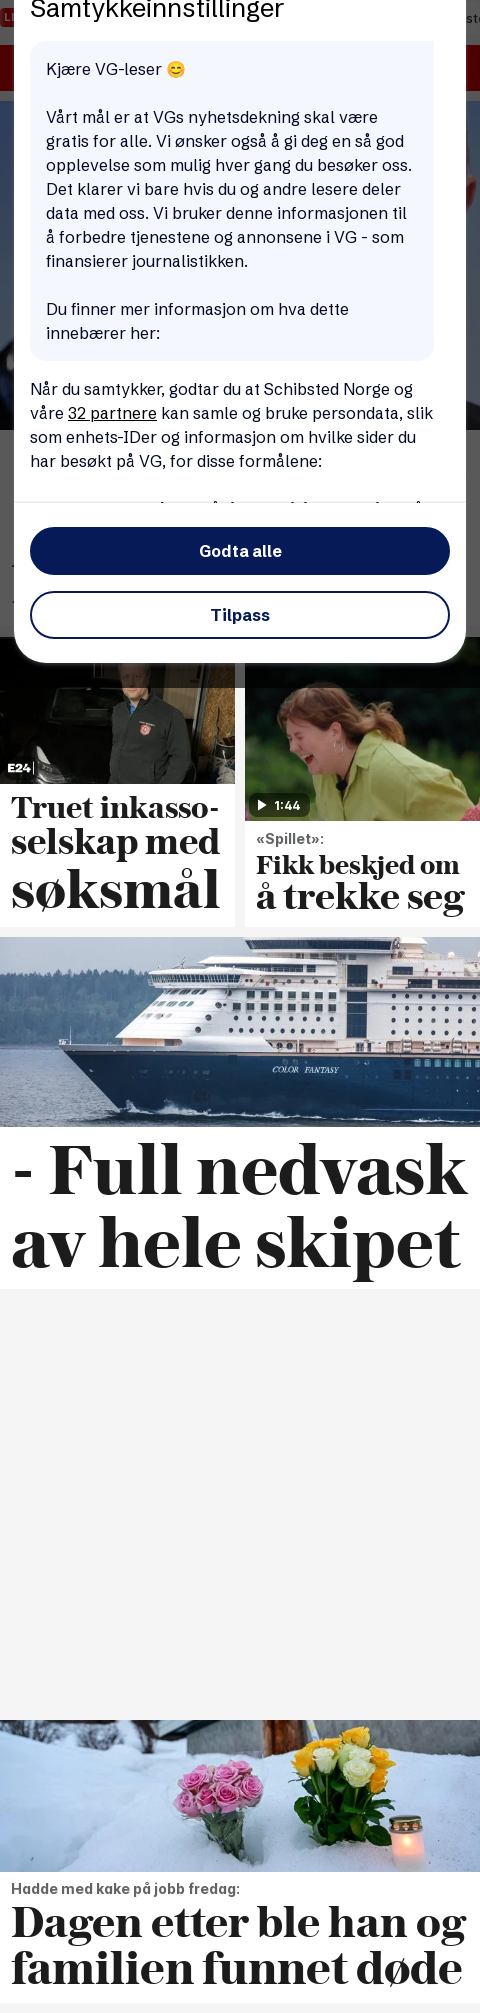 Samtykkeinnstillinger
Kjære VG-leser 😊
Vårt mål er at VGs nyhetsdekning skal være
gratis for alle. Vi ønsker også å gi deg en så god
opplevelse som mulig hver gang du besøker oss.
Det klarer vi bare hvis du og andre lesere deler
data med oss. Vi bruker denne informasjonen til
å forbedre tjenestene og annonsene i VG - som
finansierer journalistikken.
Du finner mer informasjon om hva dette
innebærer her:
Når du samtykker, godtar du at Schibsted Norge og
våre 32 partnere kan samle og bruke persondata, slik
som enhets-IDer og informasjon om hvilke sider du
har besøkt på VG, for disse formålene:
Godta alle
Tilpass
E24
Truet inkasso-
selskap med
søksmål
1:44
«Spillet»:
Fikk beskjed om
å trekke seg
COLOR FANTASY
- Full nedvask
av hele skipet
Hadde med kake på jobb fredag:
Dagen etter ble han og
familien funnet døde